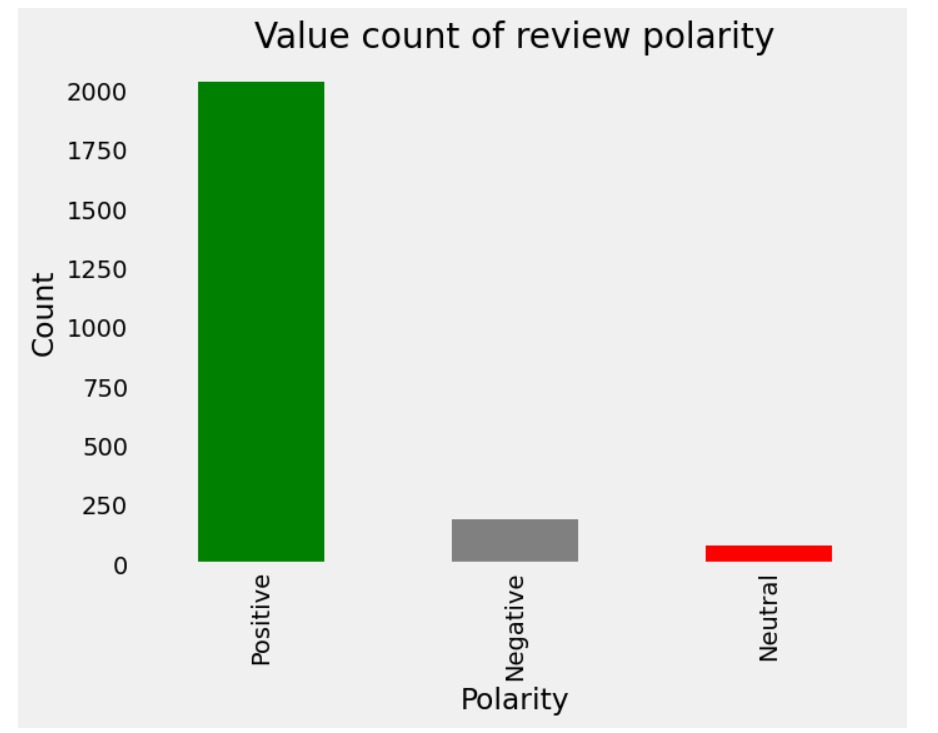 Value count of review polarity
2000
1750
1500
1250
1000
750
500
250
0
Count
Positive
Negative
Neutral
Polarity